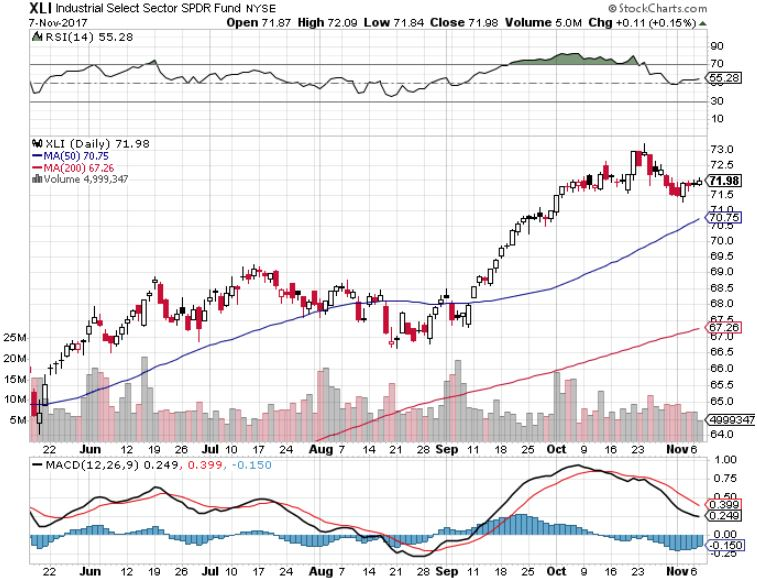 XLI Industrial Select Sector SPDR Fund NYSE © StockCharts.com
7-Nov-2017 Open 71.87 High 72.09 Low 71.84 Close 71.98 Volume 5.0M Chg +0.11 (+0.15%)
RSI(14) 55.28
90
70
55.28
30
10
XLI (Daily) 71.98
MA(50) 70.75
MA(200) 67.26
Volume 4,999,347
73.0
72.5
71.98
71.5
70.75
70.5
70.0
69.5
69.0
68.5
68.0
67.5
67.26
66.5
66.0
65.5
65.0
64.0
25M
20M
15M
10M
5M
4999347
22 Jun 12 19 26 Jul 10 17 24 Aug 7 14 21 28 Sep 11 18 25 Oct 9 16 23 Nov 6
MACD(12,26,9) 0.249, 0.399, -0.150
1.00
0.75
0.50
0.399
0.249
0.00
-0.150
-0.25
22 Jun 12 19 26 Jul 10 17 24 Aug 7 14 21 28 Sep 11 18 25 Oct 9 16 23 Nov 6